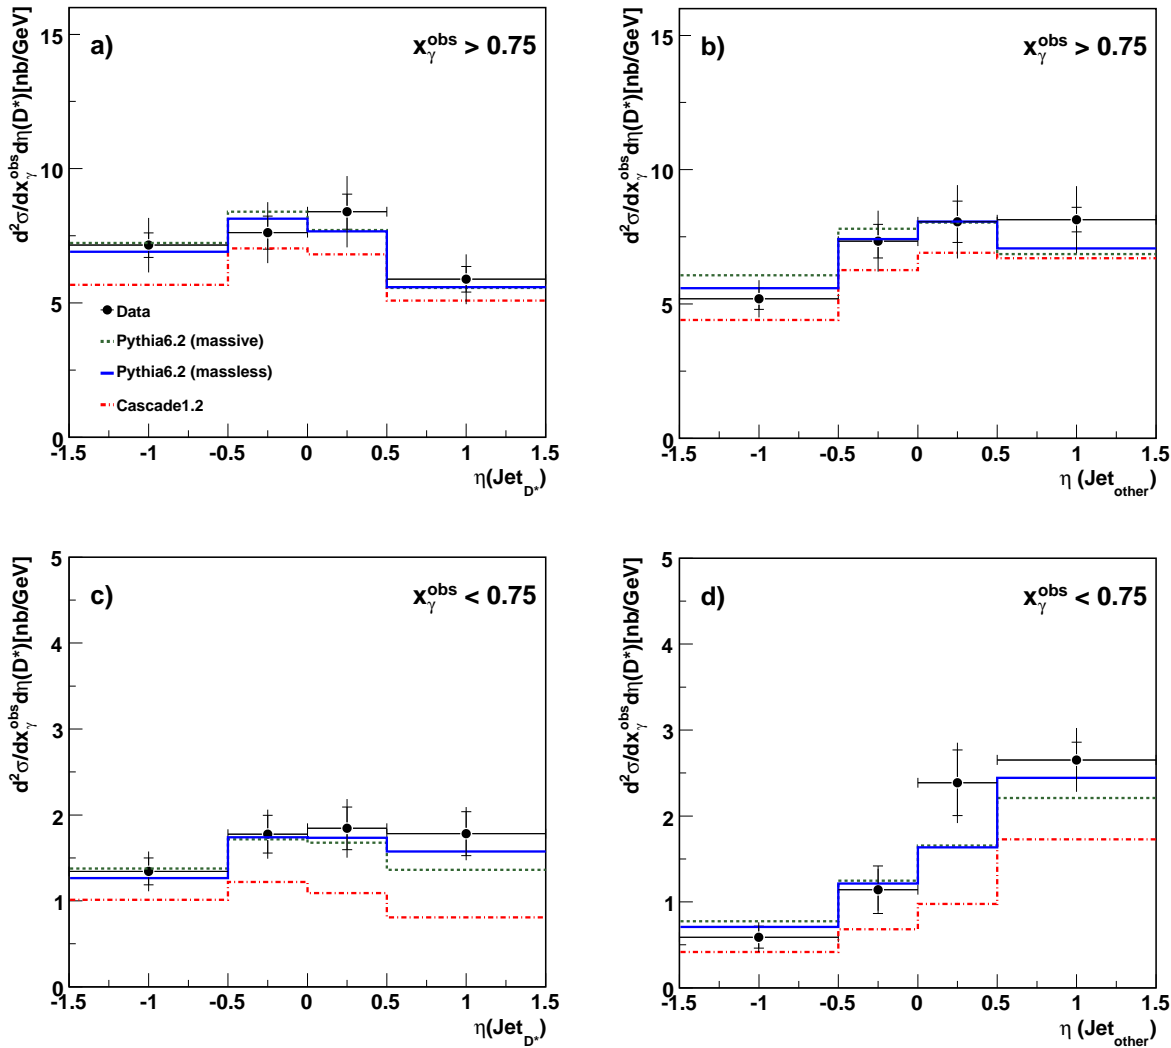 d²σ/dx_γ^obs dη(D*)[nb/GeV]
a)
x_γ^obs > 0.75
15
10
5
0
Data
Pythia6.2 (massive)
Pythia6.2 (massless)
Cascade1.2
-1.5 -1 -0.5 0 0.5 1 1.5
η(Jet_D*)
d²σ/dx_γ^obs dη(D*)[nb/GeV]
b)
x_γ^obs > 0.75
15
10
5
0
-1.5 -1 -0.5 0 0.5 1 1.5
η (Jet_other)
d²σ/dx_γ^obs dη(D*)[nb/GeV]
c)
x_γ^obs < 0.75
5
4
3
2
1
0
-1.5 -1 -0.5 0 0.5 1 1.5
η(Jet_D*)
d²σ/dx_γ^obs dη(D*)[nb/GeV]
d)
x_γ^obs < 0.75
5
4
3
2
1
0
-1.5 -1 -0.5 0 0.5 1 1.5
η (Jet_other)